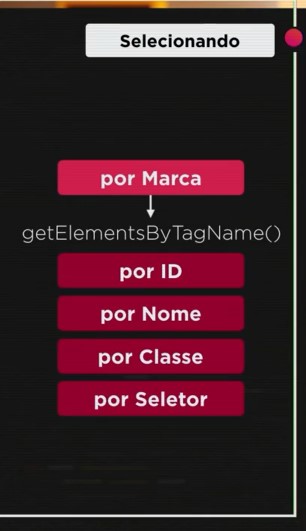 Selecionando
por Marca
getElementsByTagName()
por ID
por Nome
por Classe
por Seletor